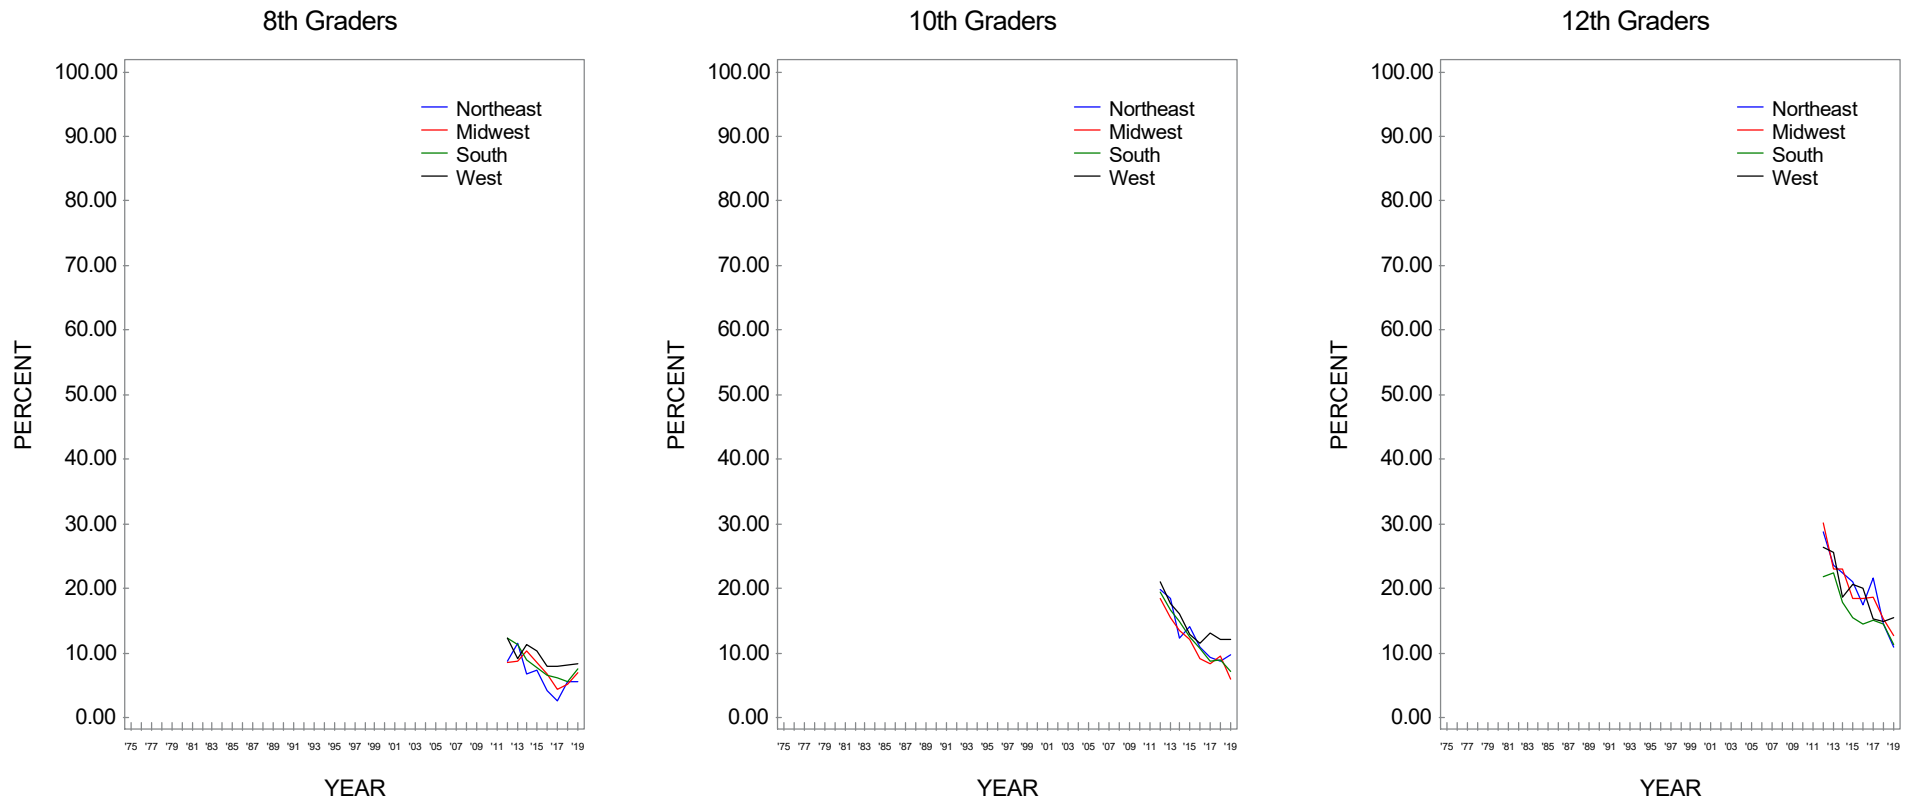 8th Graders
100.00
90.00
80.00
70.00
60.00
50.00
40.00
30.00
20.00
10.00
0.00
PERCENT
Northeast
Midwest
South
West
'75 '77 '79 '81 '83 '85 '87 '89 '91 '93 '95 '97 '99 '01 '03 '05 '07 '09 '11 '13 '15 '17 '19
YEAR
10th Graders
100.00
90.00
80.00
70.00
60.00
50.00
40.00
30.00
20.00
10.00
0.00
PERCENT
Northeast
Midwest
South
West
'75 '77 '79 '81 '83 '85 '87 '89 '91 '93 '95 '97 '99 '01 '03 '05 '07 '09 '11 '13 '15 '17 '19
YEAR
12th Graders
100.00
90.00
80.00
70.00
60.00
50.00
40.00
30.00
20.00
10.00
0.00
PERCENT
Northeast
Midwest
South
West
'75 '77 '79 '81 '83 '85 '87 '89 '91 '93 '95 '97 '99 '01 '03 '05 '07 '09 '11 '13 '15 '17 '19
YEAR